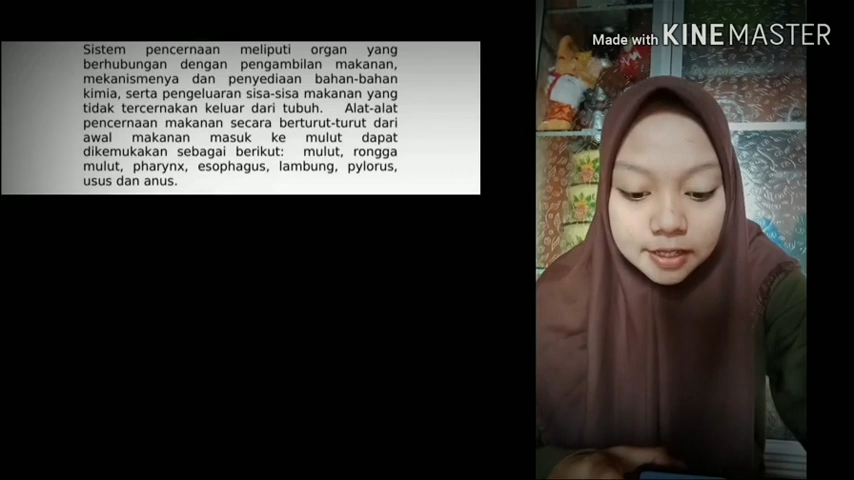 Sistem pencernaan meliputi organ yang
berhubungan dengan pengambilan makanan,
mekanismenya dan penyediaan bahan-bahan
kimia, serta pengeluaran sisa-sisa makanan yang
tidak tercernakan keluar dari tubuh. Alat-alat
pencernaan makanan secara berturut-turut dari
awal makanan masuk ke mulut dapat
dikemukakan sebagai berikut: mulut, rongga
mulut, pharynx, esophagus, lambung, pylorus,
usus dan anus.
Made with KINEMASTER